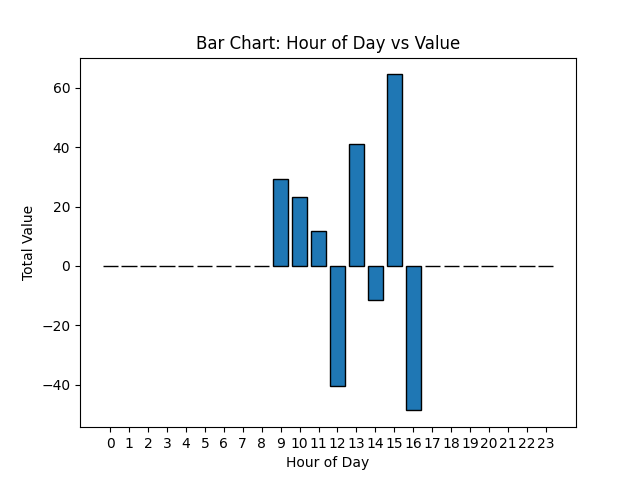 Bar Chart: Hour of Day vs Value
Total Value
60
40
20
0
−20
−40
0 1 2 3 4 5 6 7 8 9 10 11 12 13 14 15 16 17 18 19 20 21 22 23
Hour of Day